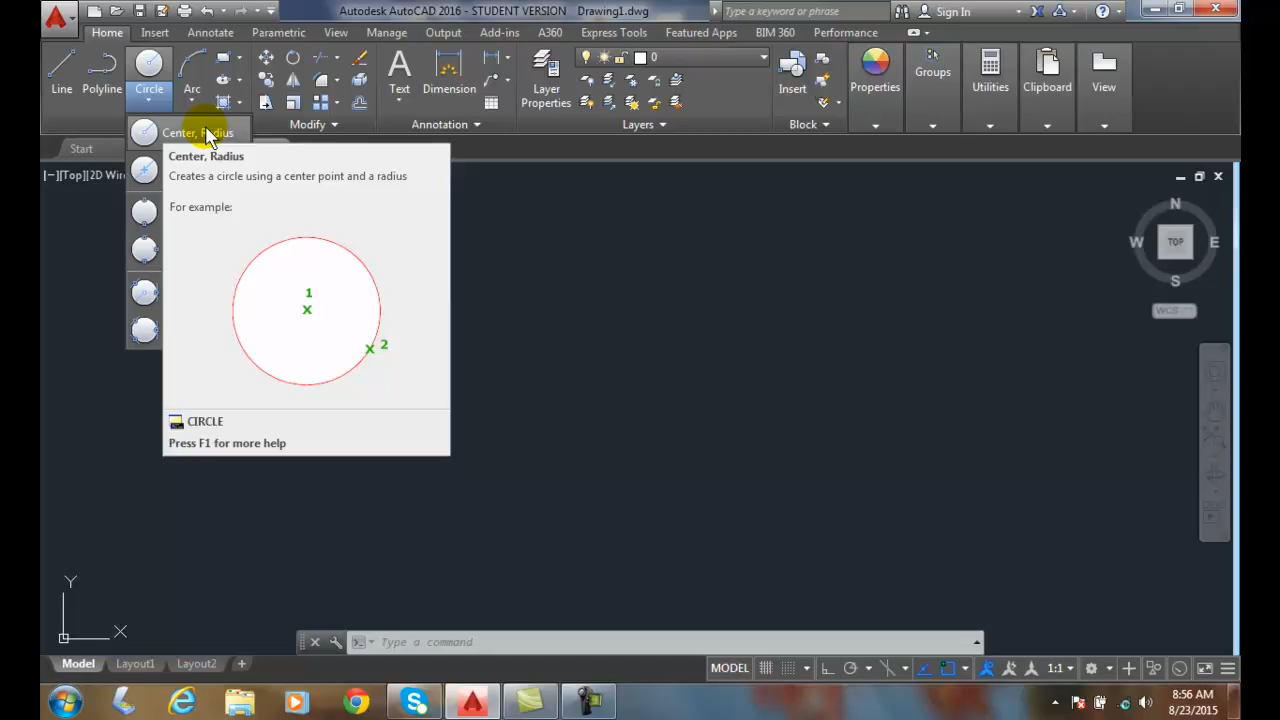 Autodesk AutoCAD 2016 - STUDENT VERSION Drawing1.dwg
Type a keyword or phrase
Sign In
Home Insert Annotate Parametric View Manage Output Add-ins A360 Express Tools Featured Apps BIM 360 Performance
0
Line Polyline Circle Arc Text Dimension Layer Properties Insert Properties Groups Utilities Clipboard View
Modify Annotation Layers Block
Start
Center, Radius
Center, Radius
Creates a circle using a center point and a radius
For example:
1
X
X 2
CIRCLE
Press F1 for more help
[−][Top][2D Wir
N
W TOP E
S
WCS
Y
X
Type a command
Model Layout1 Layout2 +
MODEL 1:1
8:56 AM
8/23/2015